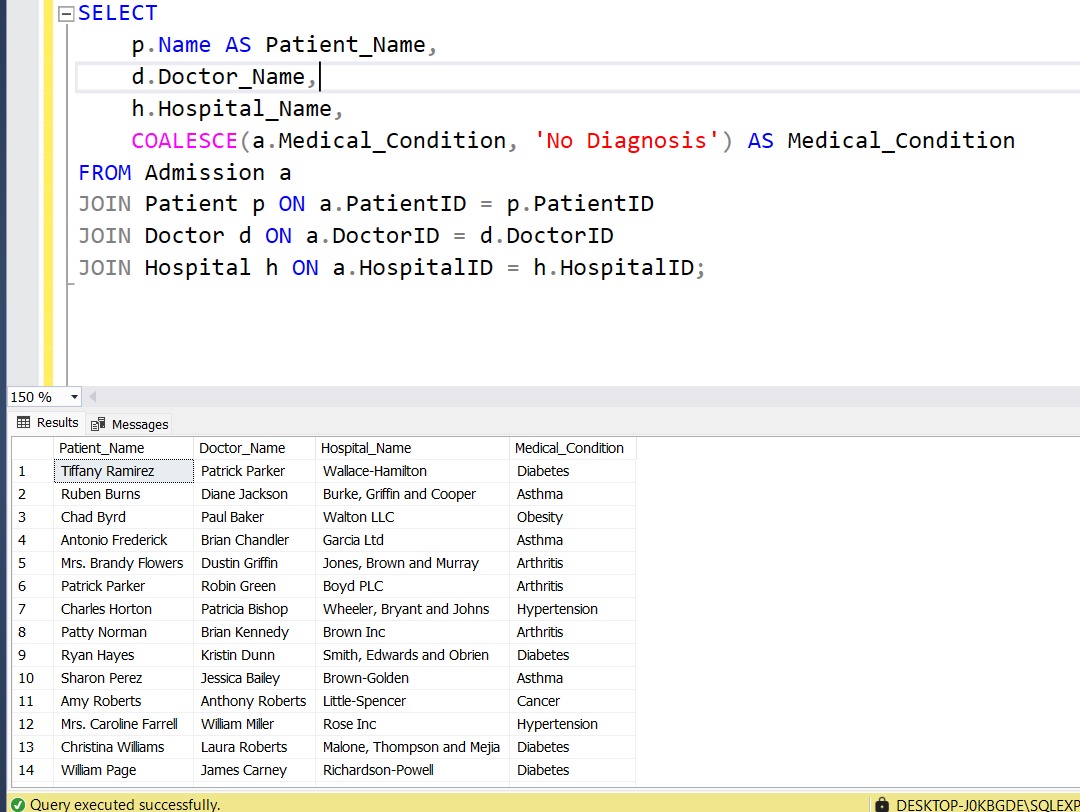 SELECT
p.Name AS Patient_Name,
d.Doctor_Name,
h.Hospital_Name,
COALESCE(a.Medical_Condition, 'No Diagnosis') AS Medical_Condition
FROM Admission a
JOIN Patient p ON a.PatientID = p.PatientID
JOIN Doctor d ON a.DoctorID = d.DoctorID
JOIN Hospital h ON a.HospitalID = h.HospitalID;
150 %
Results Messages
Patient_Name Doctor_Name Hospital_Name Medical_Condition
1 Tiffany Ramirez Patrick Parker Wallace-Hamilton Diabetes
2 Ruben Burns Diane Jackson Burke, Griffin and Cooper Asthma
3 Chad Byrd Paul Baker Walton LLC Obesity
4 Antonio Frederick Brian Chandler Garcia Ltd Asthma
5 Mrs. Brandy Flowers Dustin Griffin Jones, Brown and Murray Arthritis
6 Patrick Parker Robin Green Boyd PLC Arthritis
7 Charles Horton Patricia Bishop Wheeler, Bryant and Johns Hypertension
8 Patty Norman Brian Kennedy Brown Inc Arthritis
9 Ryan Hayes Kristin Dunn Smith, Edwards and Obrien Diabetes
10 Sharon Perez Jessica Bailey Brown-Golden Asthma
11 Amy Roberts Anthony Roberts Little-Spencer Cancer
12 Mrs. Caroline Farrell William Miller Rose Inc Hypertension
13 Christina Williams Laura Roberts Malone, Thompson and Mejia Diabetes
14 William Page James Carney Richardson-Powell Diabetes
Query executed successfully. DESKTOP-J0KBGDE\SQLEXP